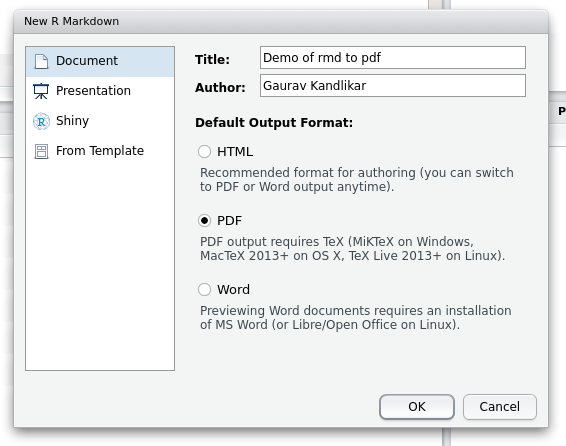 New R Markdown
Document
Presentation
Shiny
From Template
Title: Demo of rmd to pdf
Author: Gaurav Kandlikar
Default Output Format:
HTML
Recommended format for authoring (you can switch
to PDF or Word output anytime).
PDF
PDF output requires TeX (MiKTeX on Windows,
MacTeX 2013+ on OS X, TeX Live 2013+ on Linux).
Word
Previewing Word documents requires an installation
of MS Word (or Libre/Open Office on Linux).
OK Cancel
P